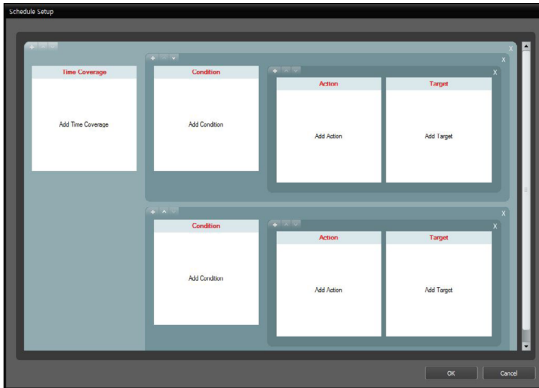 Schedule Setup
X
X
X
Time Coverage
Condition
Action
Target
Add Time Coverage
Add Condition
Add Action
Add Target
X
X
Condition
Action
Target
Add Condition
Add Action
Add Target
OK
Cancel